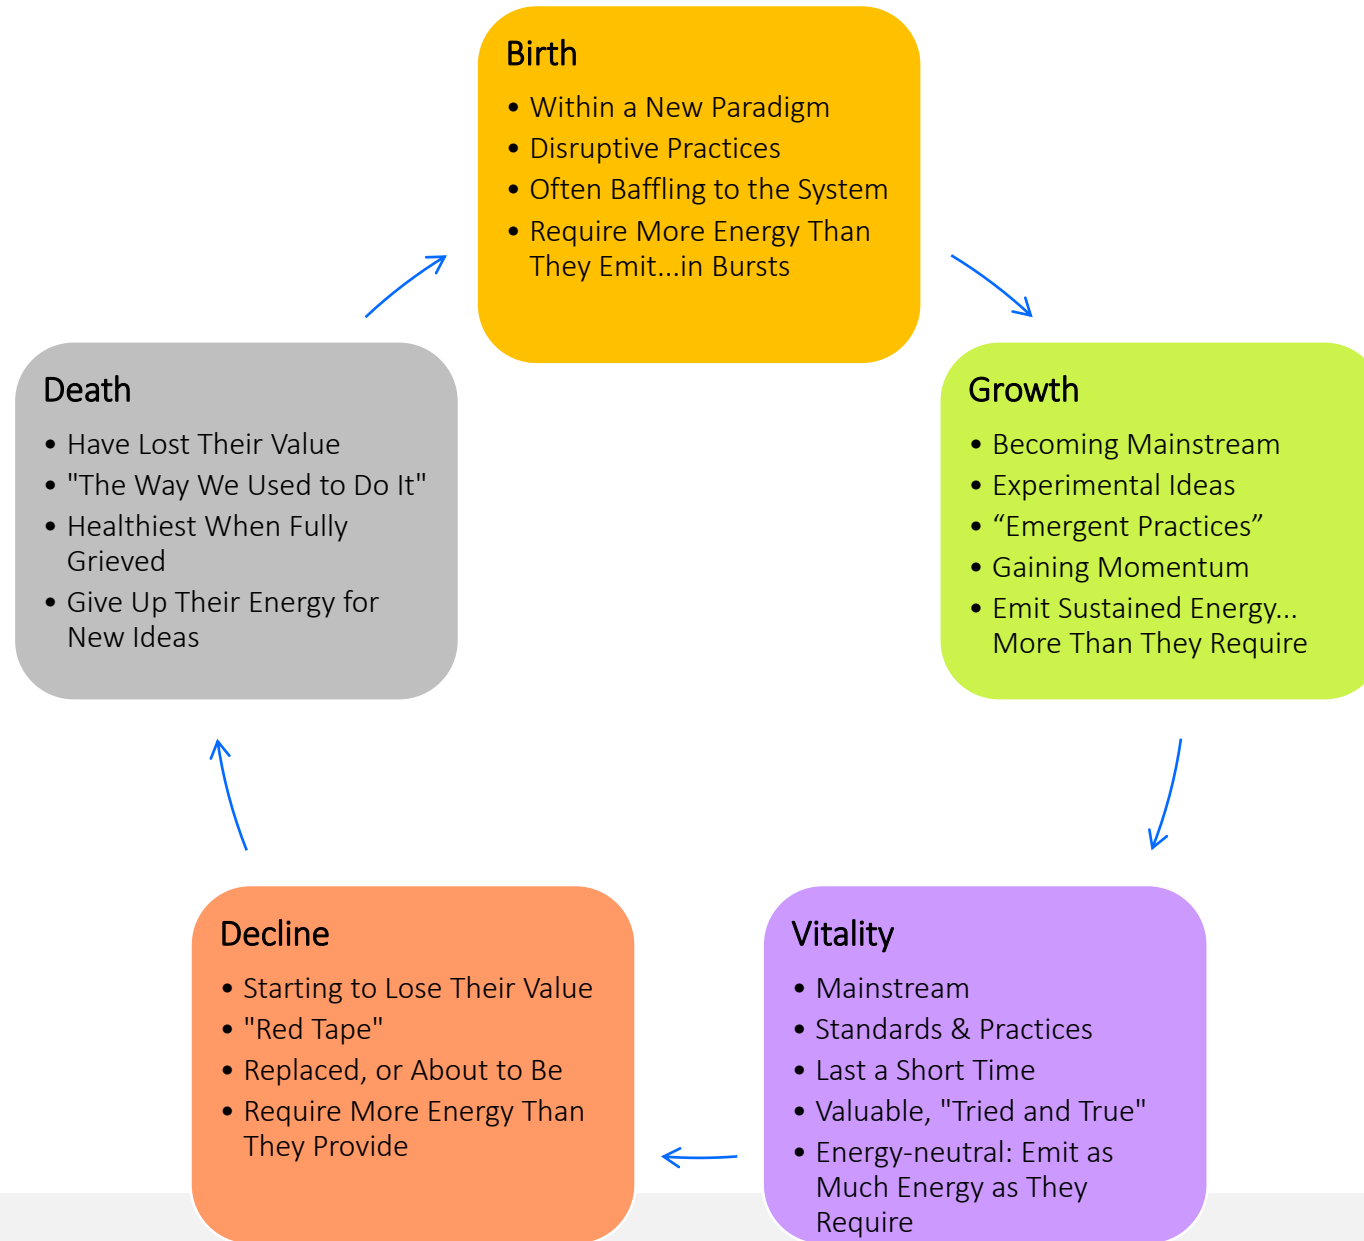 Birth
• Within a New Paradigm
• Disruptive Practices
• Often Baffling to the System
• Require More Energy Than
They Emit...in Bursts
Growth
• Becoming Mainstream
• Experimental Ideas
• “Emergent Practices”
• Gaining Momentum
• Emit Sustained Energy...
More Than They Require
Vitality
• Mainstream
• Standards & Practices
• Last a Short Time
• Valuable, "Tried and True"
• Energy-neutral: Emit as
Much Energy as They
Require
Decline
• Starting to Lose Their Value
• "Red Tape"
• Replaced, or About to Be
• Require More Energy Than
They Provide
Death
• Have Lost Their Value
• "The Way We Used to Do It"
• Healthiest When Fully
Grieved
• Give Up Their Energy for
New Ideas